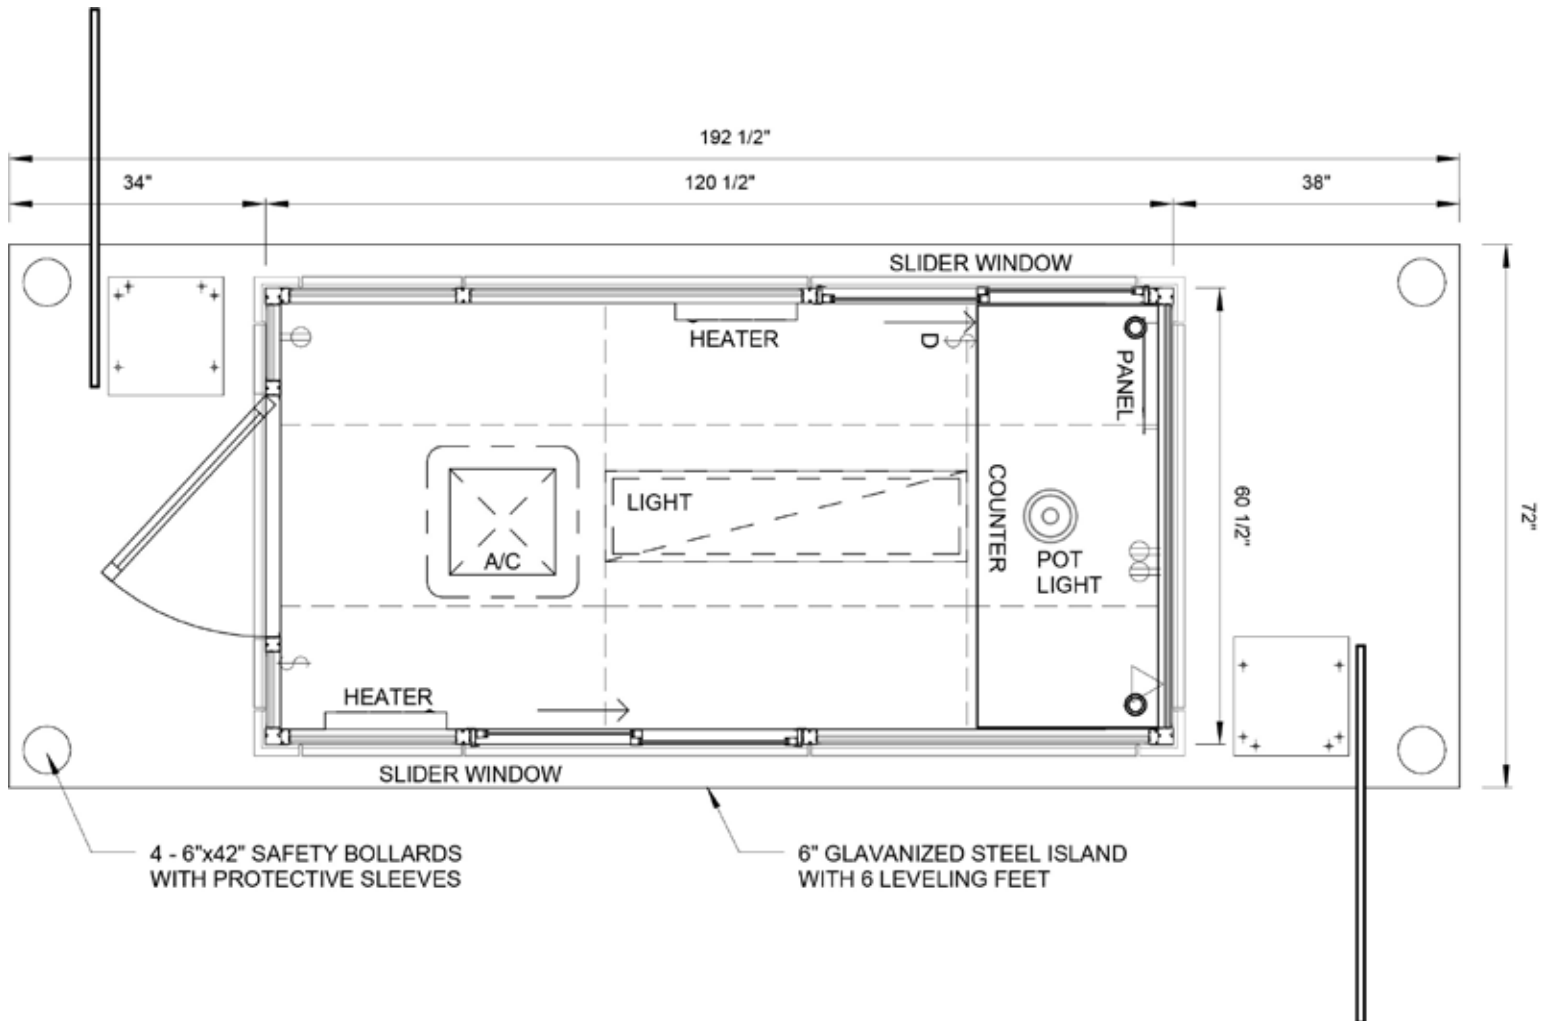 192 1/2"
34"
120 1/2"
38"
SLIDER WINDOW
HEATER
D
PANEL
LIGHT
A/C
COUNTER
POT
LIGHT
60 1/2"
72"
HEATER
SLIDER WINDOW
4 - 6"x42" SAFETY BOLLARDS
WITH PROTECTIVE SLEEVES
6" GLAVANIZED STEEL ISLAND
WITH 6 LEVELING FEET